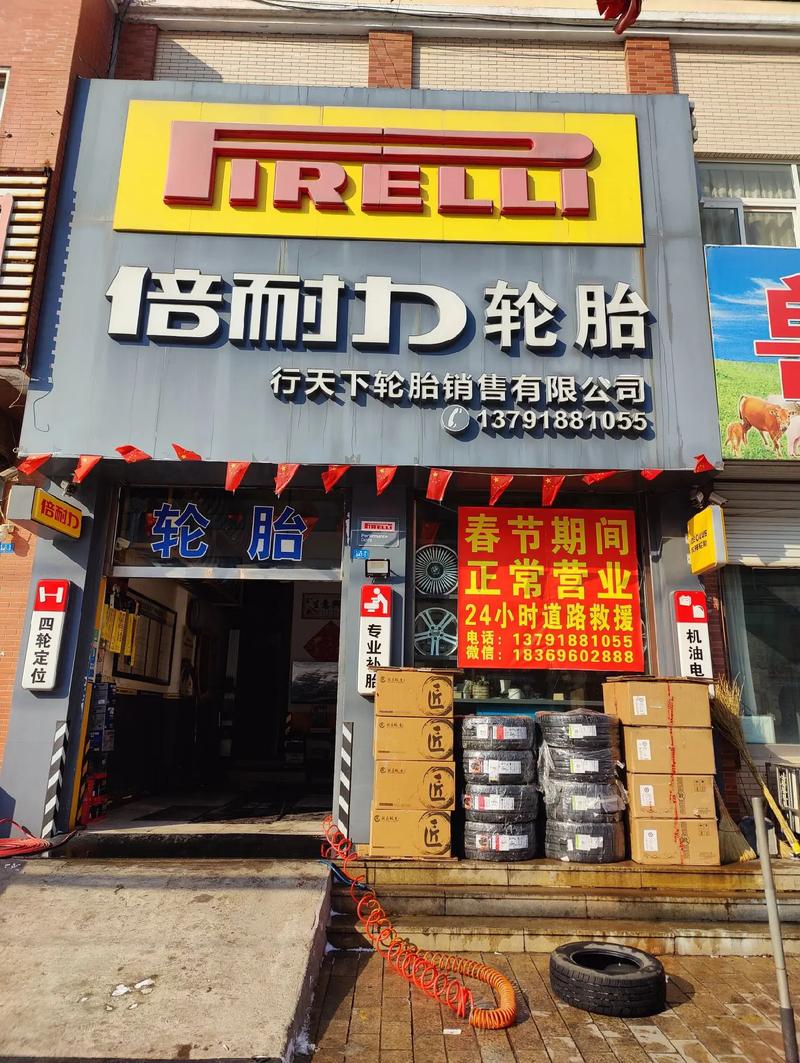 PIRELLI
倍耐力轮胎
行天下轮胎销售有限公司
13791881055
倍耐力
轮胎
PIRELLI
春节期间
正常营业
24小时道路救援
电话：13791881055
微信：18369602888
四轮定位
专业补胎
机油电
匠
匠
匠
匠